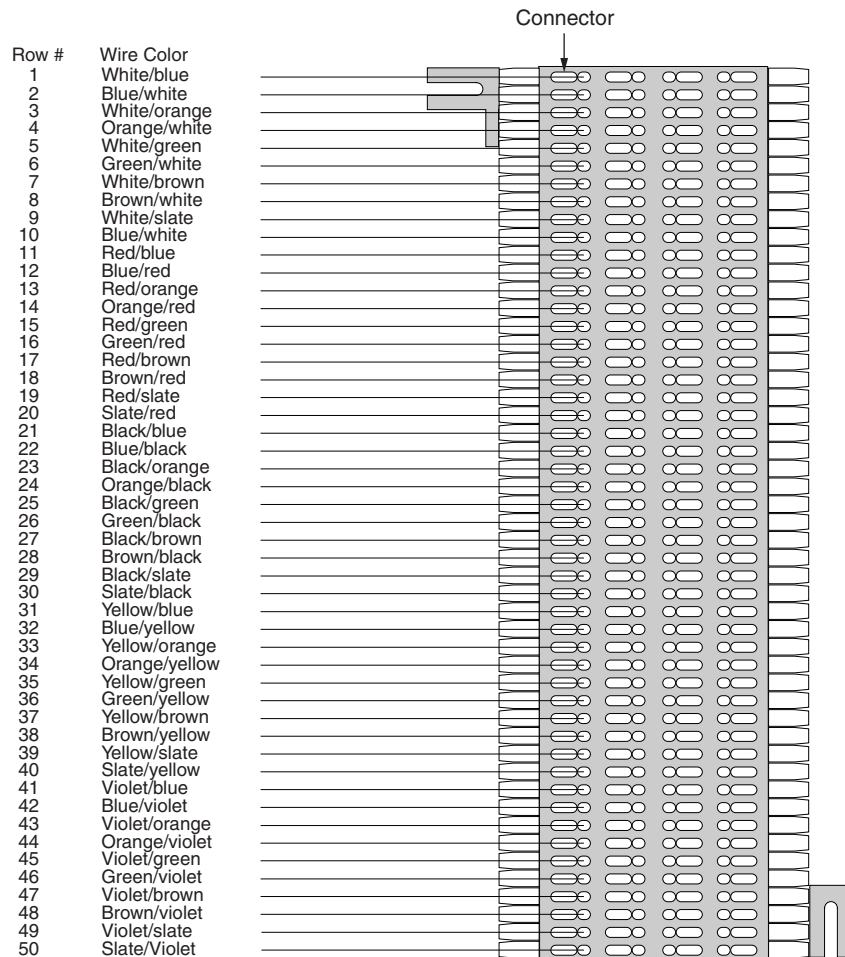 Connector
Row # Wire Color
1 White/blue
2 Blue/white
3 White/orange
4 Orange/white
5 White/green
6 Green/white
7 White/brown
8 Brown/white
9 White/slate
10 Blue/white
11 Red/blue
12 Blue/red
13 Red/orange
14 Orange/red
15 Red/green
16 Green/red
17 Red/brown
18 Brown/red
19 Red/slate
20 Slate/red
21 Black/blue
22 Blue/black
23 Black/orange
24 Orange/black
25 Black/green
26 Green/black
27 Black/brown
28 Brown/black
29 Black/slate
30 Slate/black
31 Yellow/blue
32 Blue/yellow
33 Yellow/orange
34 Orange/yellow
35 Yellow/green
36 Green/yellow
37 Yellow/brown
38 Brown/yellow
39 Yellow/slate
40 Slate/yellow
41 Violet/blue
42 Blue/violet
43 Violet/orange
44 Orange/violet
45 Violet/green
46 Green/violet
47 Violet/brown
48 Brown/violet
49 Violet/slate
50 Slate/Violet